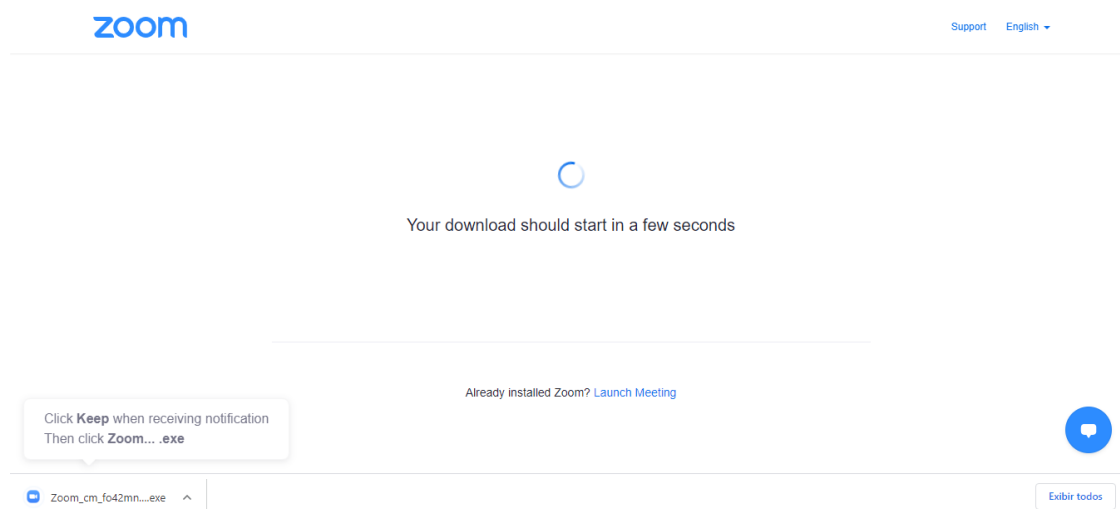 zoom
Support English
Your download should start in a few seconds
Already installed Zoom? Launch Meeting
Click Keep when receiving notification
Then click Zoom... .exe
Zoom_cm_fo42mn....exe
Exibir todos